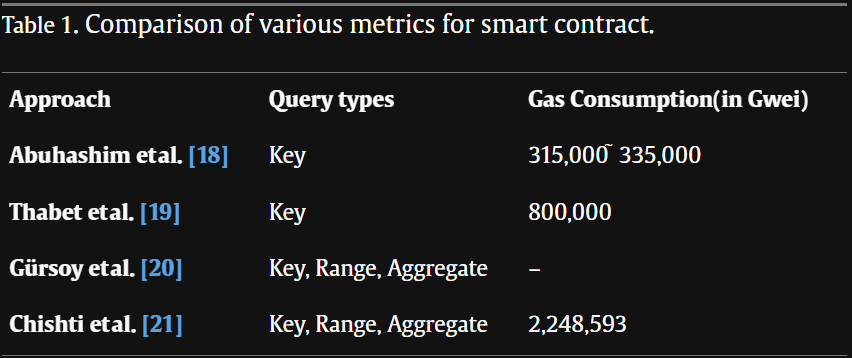 Table 1. Comparison of various metrics for smart contract.
Approach Query types Gas Consumption(in Gwei)
Abuhashim etal. [18] Key 315,000~ 335,000
Thabet etal. [19] Key 800,000
Gürsoy etal. [20] Key, Range, Aggregate –
Chishti etal. [21] Key, Range, Aggregate 2,248,593